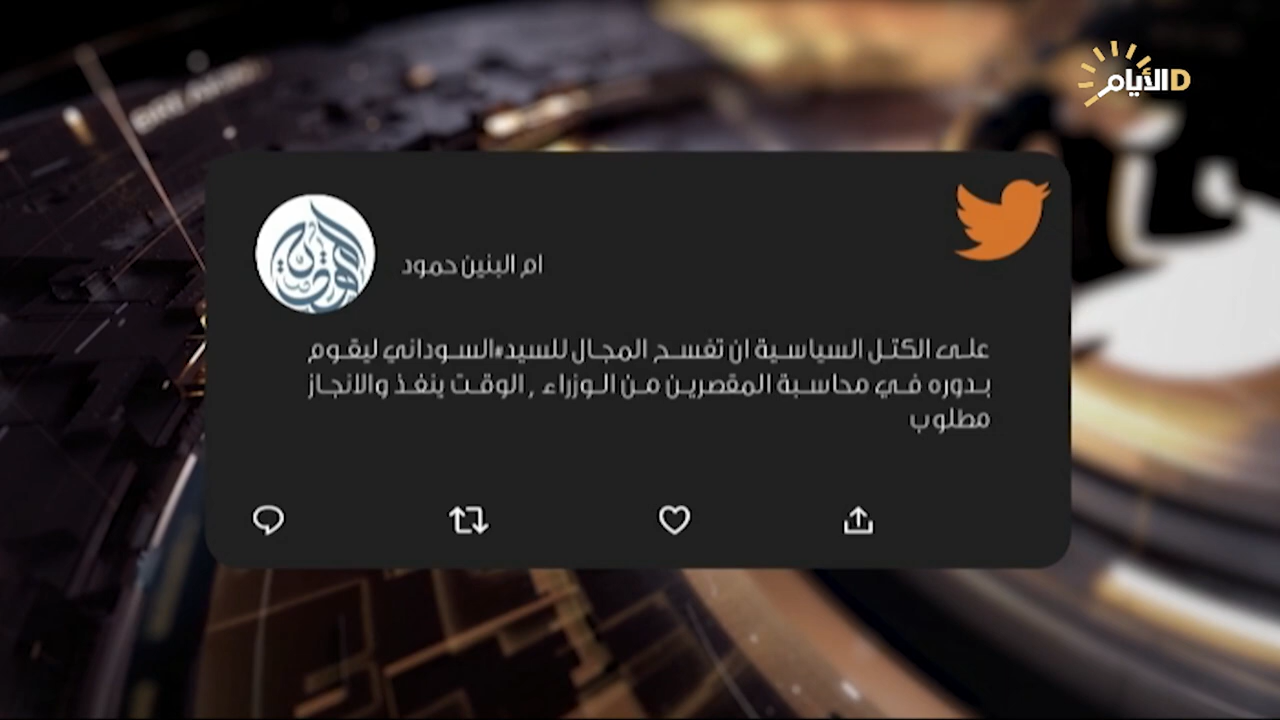 الأيامD
ام البنين حمود
على الكتل السياسية ان تفسح المجال للسيد#السوداني ليقوم
بدوره في محاسبة المقصرين من الوزراء , الوقت ينفذ والانجاز
مطلوب